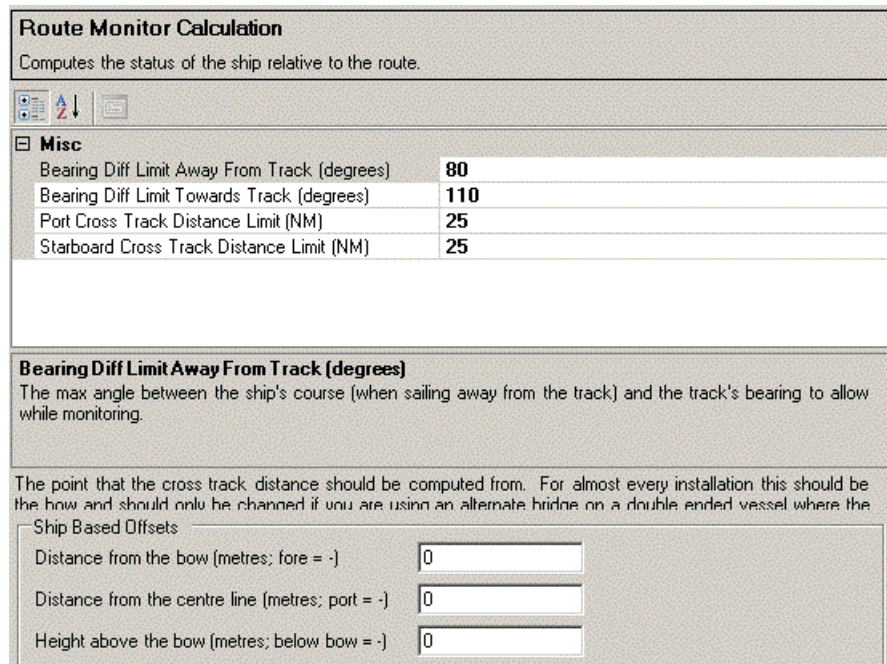 Route Monitor Calculation
Computes the status of the ship relative to the route.
A
Z
Misc
Bearing Diff Limit Away From Track (degrees) 80
Bearing Diff Limit Towards Track (degrees) 110
Port Cross Track Distance Limit (NM) 25
Starboard Cross Track Distance Limit (NM) 25
Bearing Diff Limit Away From Track (degrees)
The max angle between the ship's course (when sailing away from the track) and the track's bearing to allow
while monitoring.
The point that the cross track distance should be computed from. For almost every installation this should be
the bow and should only be changed if you are using an alternate bridge on a double ended vessel where the
Ship Based Offsets
Distance from the bow (metres; fore = -) 0
Distance from the centre line (metres; port = -) 0
Height above the bow (metres; below bow = -) 0